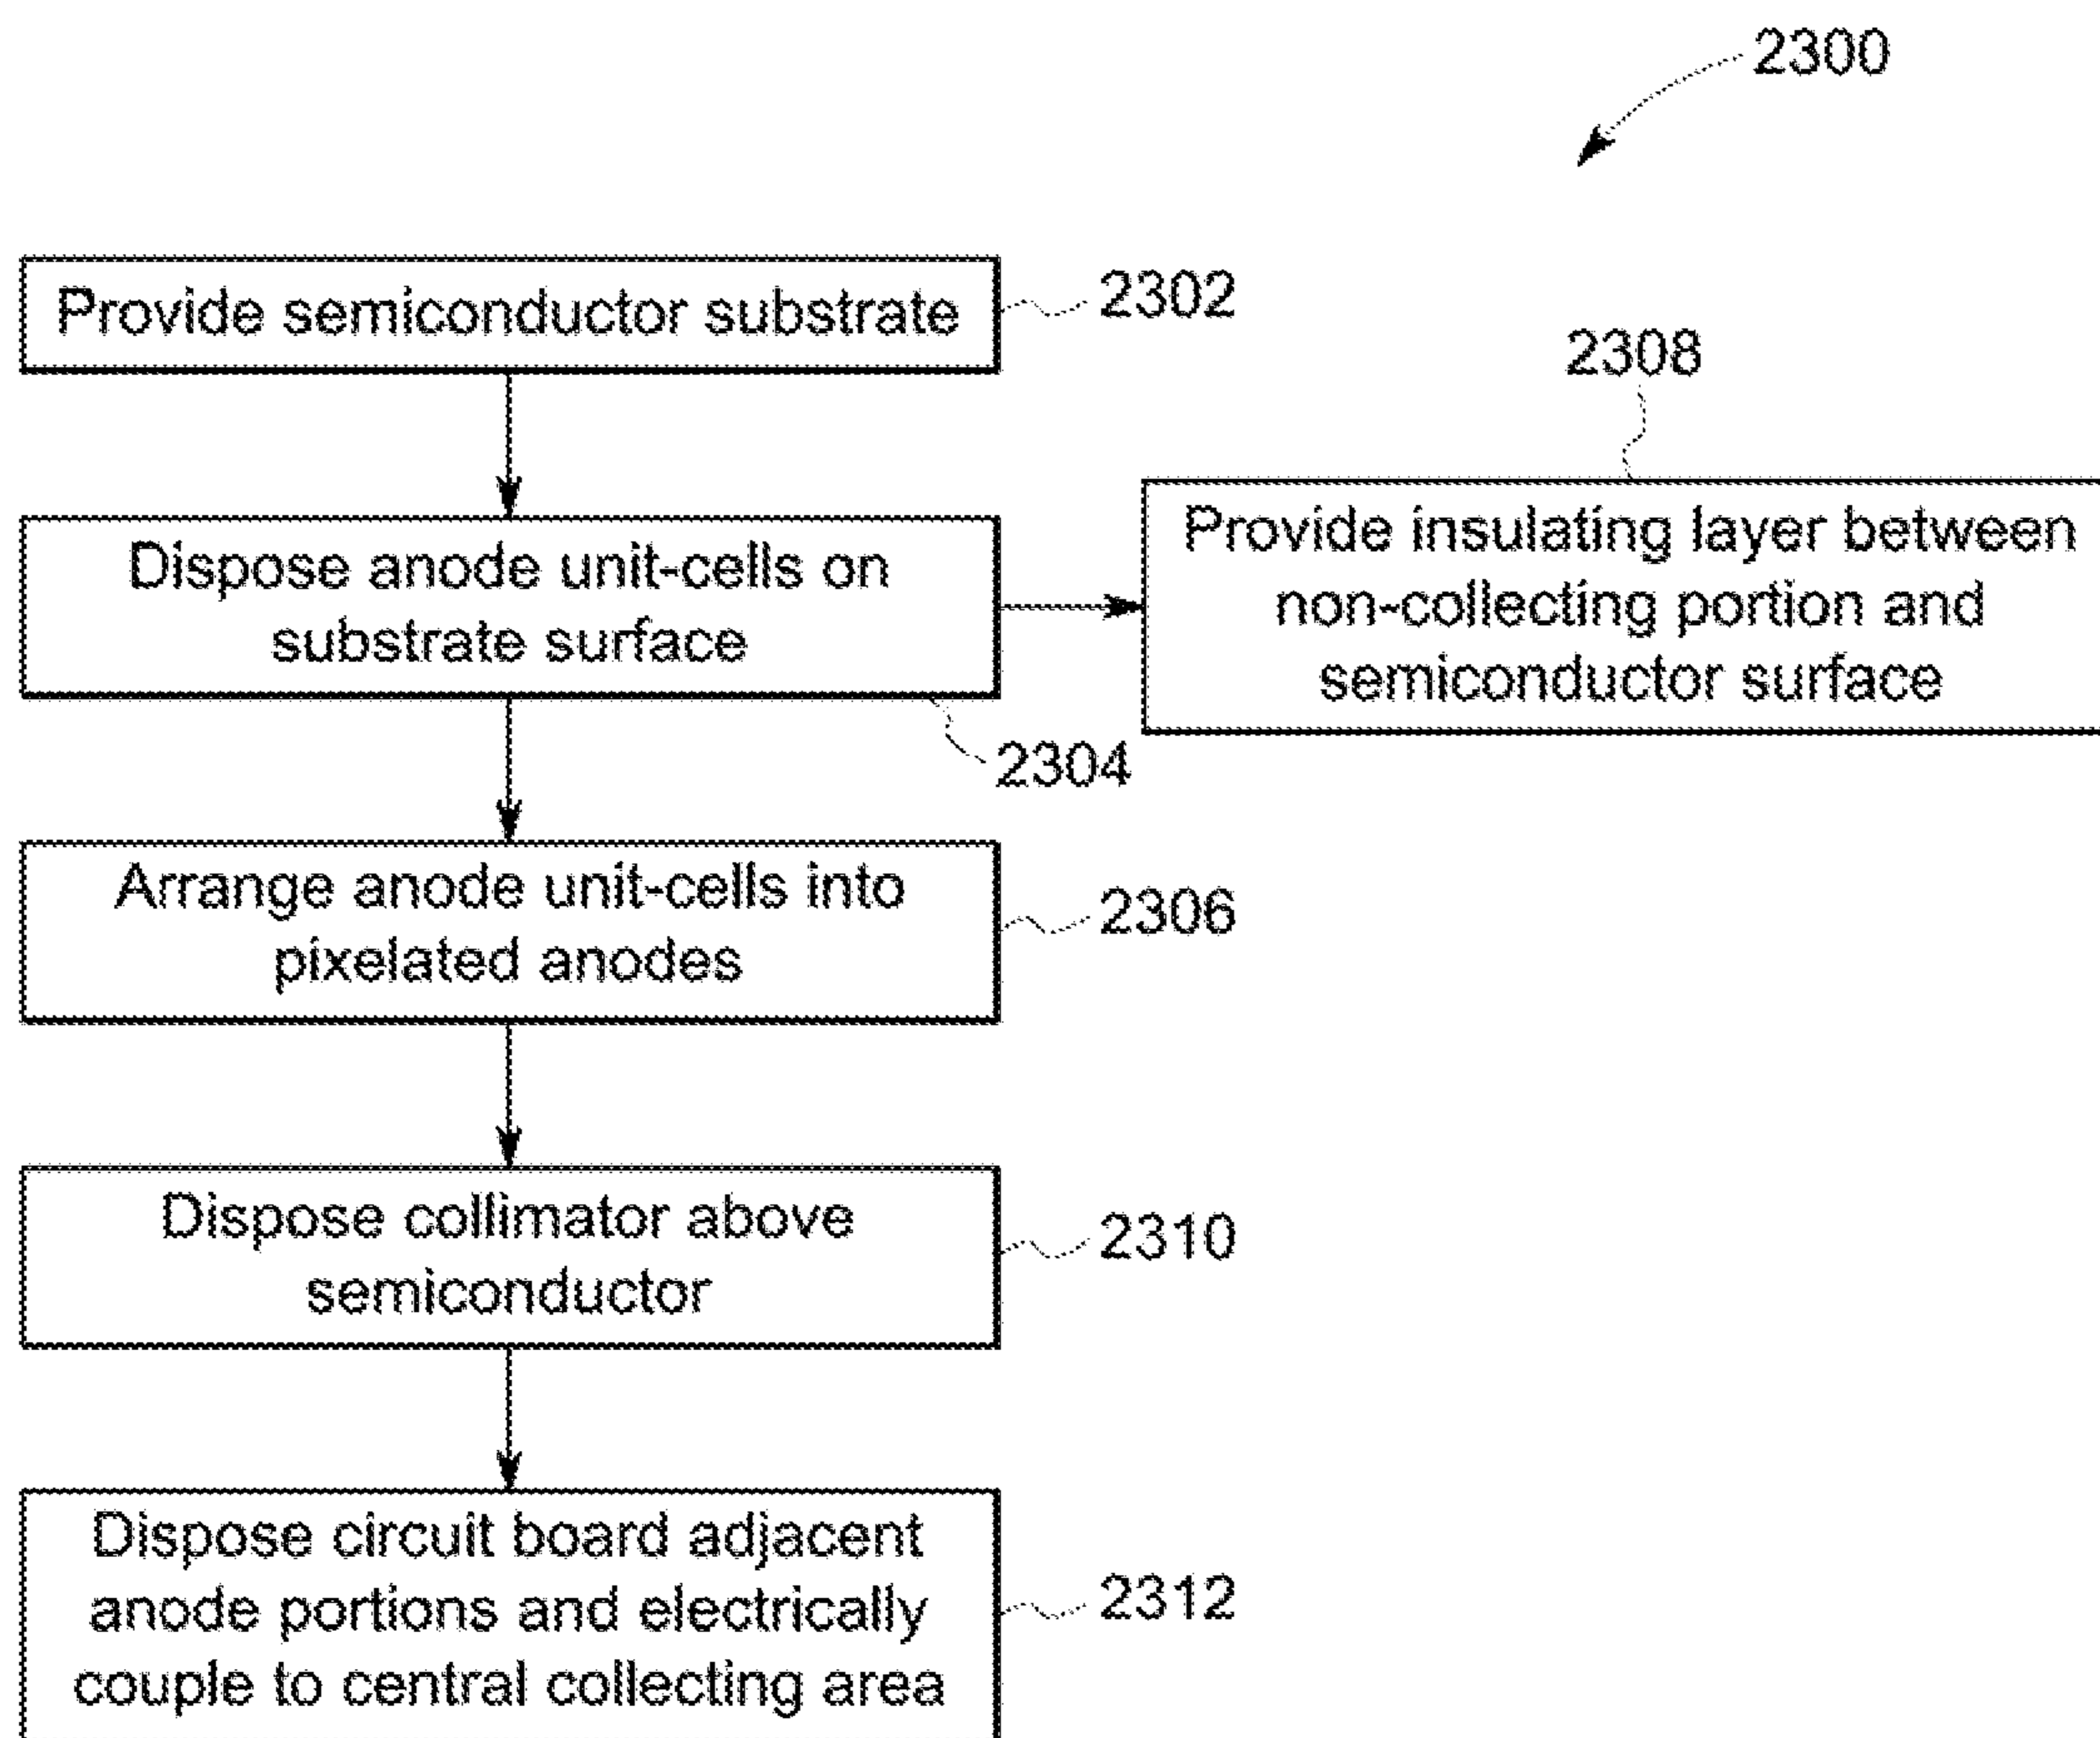 2300
Provide semiconductor substrate
2302
2308
Dispose anode unit-cells on
substrate surface
2304
Provide insulating layer between
non-collecting portion and
semiconductor surface
Arrange anode unit-cells into
pixelated anodes
2306
Dispose collimator above
semiconductor
2310
Dispose circuit board adjacent
anode portions and electrically
couple to central collecting area
2312